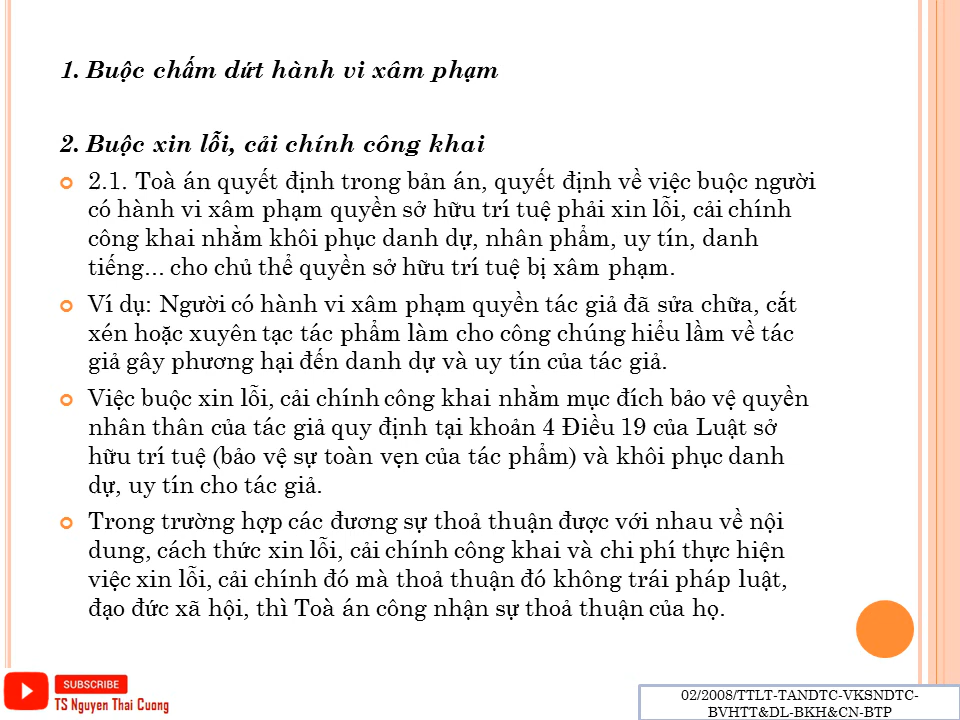 1. Buộc chấm dứt hành vi xâm phạm
2. Buộc xin lỗi, cải chính công khai
2.1. Toà án quyết định trong bản án, quyết định về việc buộc người
có hành vi xâm phạm quyền sở hữu trí tuệ phải xin lỗi, cải chính
công khai nhằm khôi phục danh dự, nhân phẩm, uy tín, danh
tiếng... cho chủ thể quyền sở hữu trí tuệ bị xâm phạm.
Ví dụ: Người có hành vi xâm phạm quyền tác giả đã sửa chữa, cắt
xén hoặc xuyên tạc tác phẩm làm cho công chúng hiểu lầm về tác
giả gây phương hại đến danh dự và uy tín của tác giả.
Việc buộc xin lỗi, cải chính công khai nhằm mục đích bảo vệ quyền
nhân thân của tác giả quy định tại khoản 4 Điều 19 của Luật sở
hữu trí tuệ (bảo vệ sự toàn vẹn của tác phẩm) và khôi phục danh
dự, uy tín cho tác giả.
Trong trường hợp các đương sự thoả thuận được với nhau về nội
dung, cách thức xin lỗi, cải chính công khai và chi phí thực hiện
việc xin lỗi, cải chính đó mà thoả thuận đó không trái pháp luật,
đạo đức xã hội, thì Toà án công nhận sự thoả thuận của họ.
SUBSCRIBE
TS Nguyen Thai Cuong
02/2008/TTLT-TANDTC-VKSNDTC-
BVHTT&DL-BKH&CN-BTP